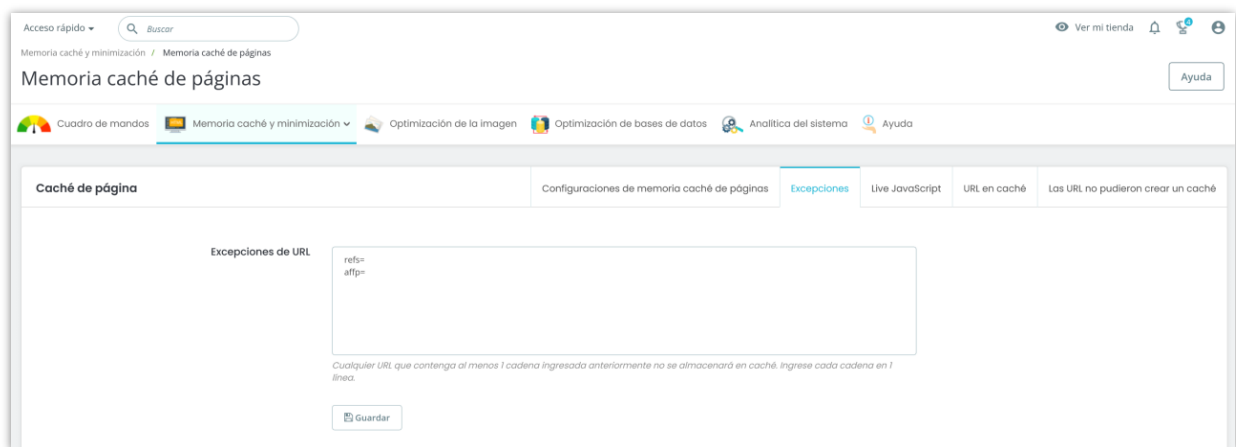 Acceso rápido
Buscar
Ver mi tienda
4
Memoria caché y minimización / Memoria caché de páginas
Memoria caché de páginas
Ayuda
Cuadro de mandos
Memoria caché y minimización
Optimización de la imagen
Optimización de bases de datos
Analítica del sistema
Ayuda
Caché de página
Configuraciones de memoria caché de páginas
Excepciones
Live JavaScript
URL en caché
Las URL no pudieron crear un caché
Excepciones de URL
refs=
affp=
Cualquier URL que contenga al menos 1 cadena ingresada anteriormente no se almacenará en caché. Ingrese cada cadena en 1
línea.
Guardar